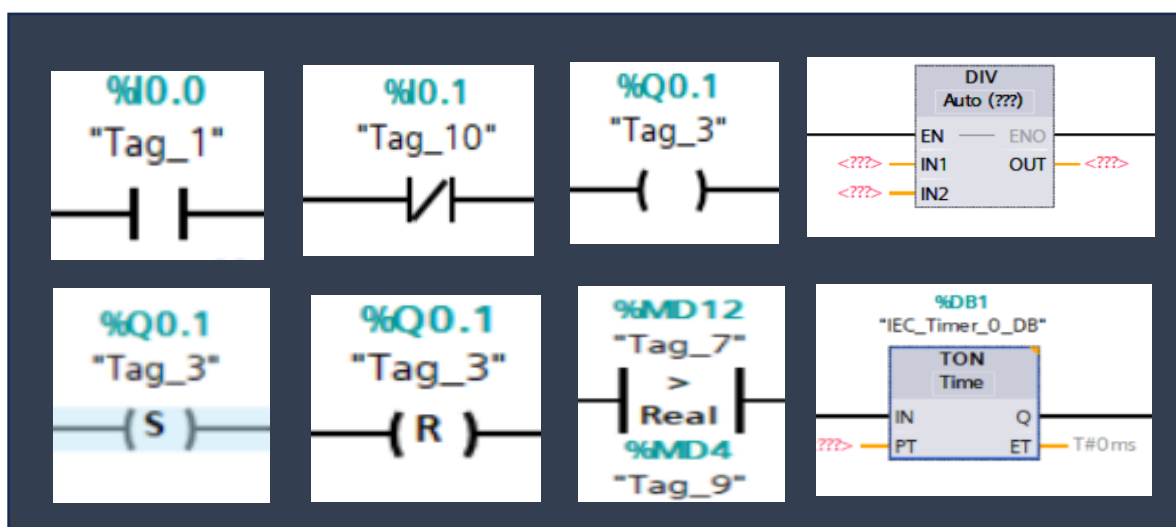 %I0.0
"Tag_1"
%I0.1
"Tag_10"
%Q0.1
"Tag_3"
( )
DIV
Auto (???)
EN ENO
<???> IN1 OUT <???>
<???> IN2
%Q0.1
"Tag_3"
( S )
%Q0.1
"Tag_3"
( R )
%MD12
"Tag_7"
>
Real
%MD4
"Tag_9"
%DB1
"IEC_Timer_0_DB"
TON
Time
IN Q
???> PT ET T#0ms